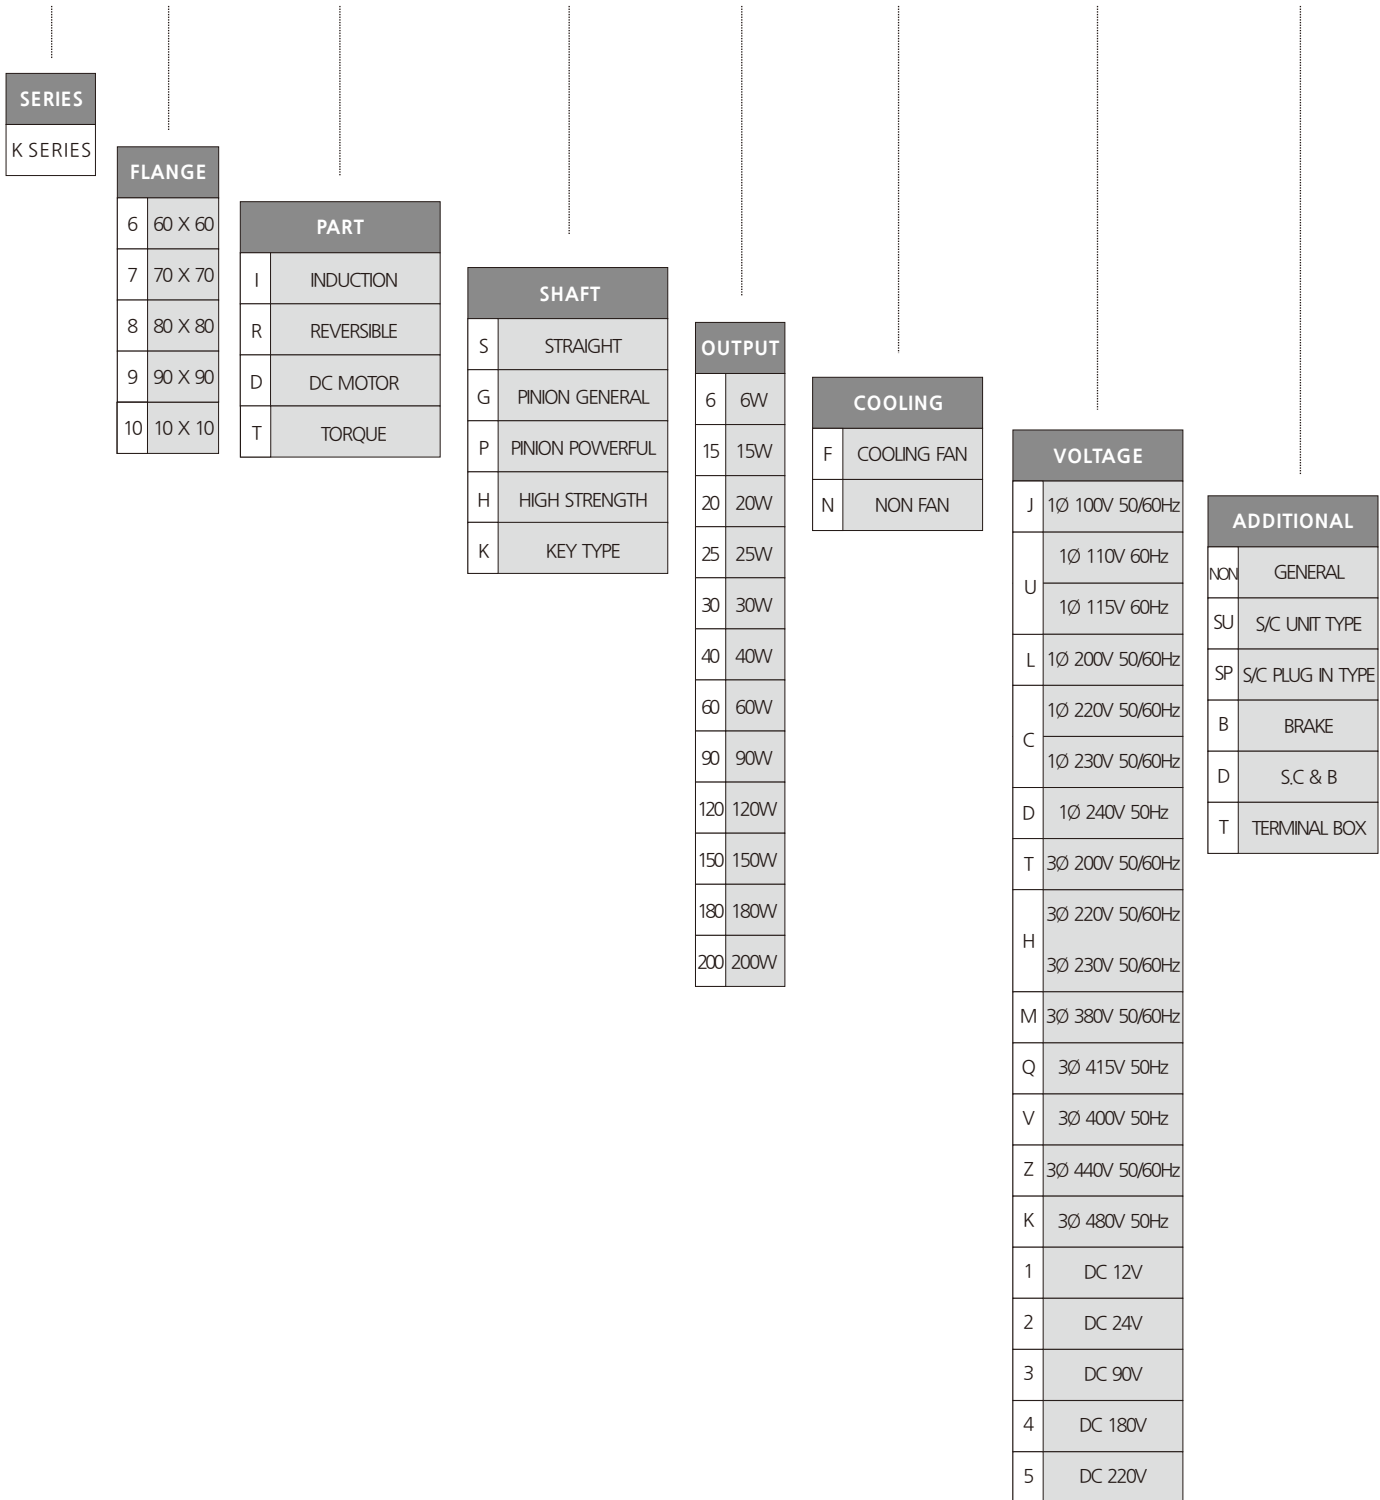 SERIES
K SERIES
FLANGE
6 60 X 60
7 70 X 70
8 80 X 80
9 90 X 90
10 10 X 10
PART
I INDUCTION
R REVERSIBLE
D DC MOTOR
T TORQUE
SHAFT
S STRAIGHT
G PINION GENERAL
P PINION POWERFUL
H HIGH STRENGTH
K KEY TYPE
OUTPUT
6 6W
15 15W
20 20W
25 25W
30 30W
40 40W
60 60W
90 90W
120 120W
150 150W
180 180W
200 200W
COOLING
F COOLING FAN
N NON FAN
VOLTAGE
J 1Ø 100V 50/60Hz
U 1Ø 110V 60Hz
1Ø 115V 60Hz
L 1Ø 200V 50/60Hz
C 1Ø 220V 50/60Hz
1Ø 230V 50/60Hz
D 1Ø 240V 50Hz
T 3Ø 200V 50/60Hz
H 3Ø 220V 50/60Hz
3Ø 230V 50/60Hz
M 3Ø 380V 50/60Hz
Q 3Ø 415V 50Hz
V 3Ø 400V 50Hz
Z 3Ø 440V 50/60Hz
K 3Ø 480V 50Hz
1 DC 12V
2 DC 24V
3 DC 90V
4 DC 180V
5 DC 220V
ADDITIONAL
NON GENERAL
SU S/C UNIT TYPE
SP S/C PLUG IN TYPE
B BRAKE
D S.C & B
T TERMINAL BOX